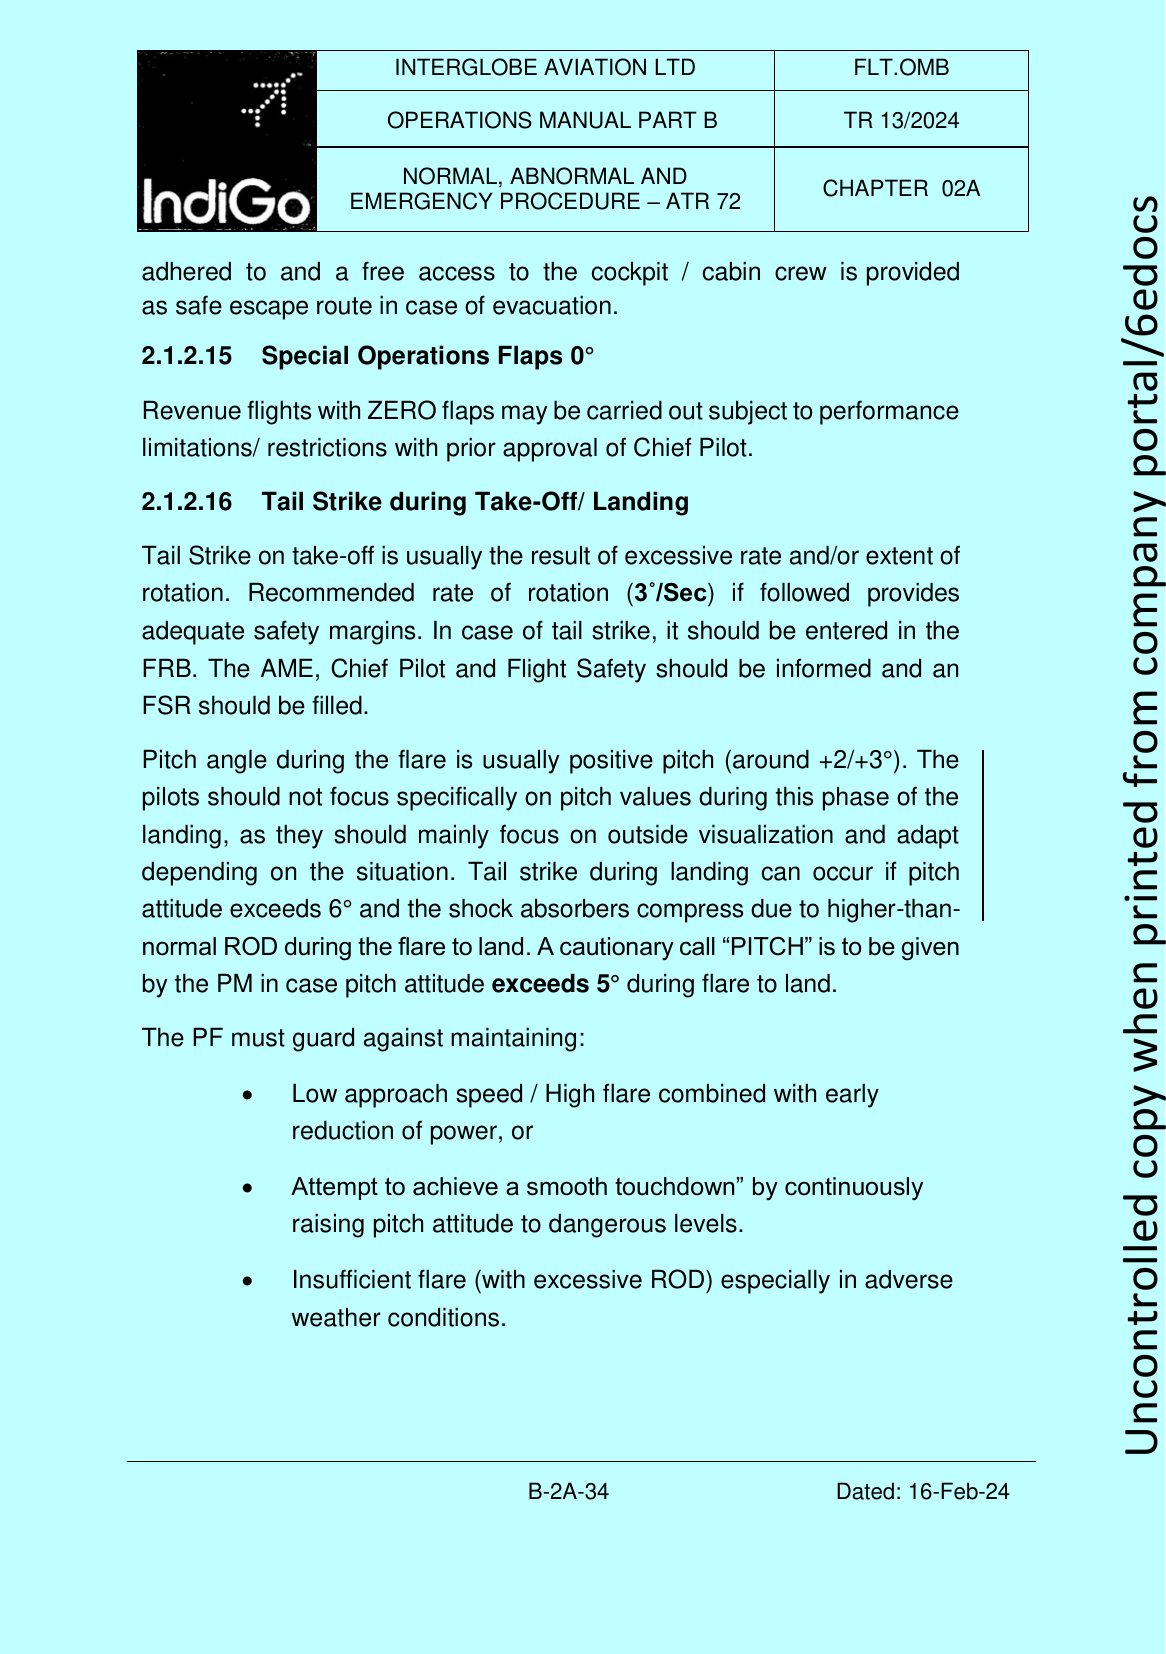 INTERGLOBE AVIATION LTD
FLT.OMB
OPERATIONS MANUAL PART B
TR 13/2024
IndiGo
NORMAL, ABNORMAL AND
EMERGENCY PROCEDURE – ATR 72
CHAPTER 02A
adhered to and a free access to the cockpit / cabin crew is provided
as safe escape route in case of evacuation.
2.1.2.15 Special Operations Flaps 0°
Revenue flights with ZERO flaps may be carried out subject to performance
limitations/ restrictions with prior approval of Chief Pilot.
2.1.2.16 Tail Strike during Take-Off/ Landing
Tail Strike on take-off is usually the result of excessive rate and/or extent of
rotation. Recommended rate of rotation (3˚/Sec) if followed provides
adequate safety margins. In case of tail strike, it should be entered in the
FRB. The AME, Chief Pilot and Flight Safety should be informed and an
FSR should be filled.
Pitch angle during the flare is usually positive pitch (around +2/+3°). The
pilots should not focus specifically on pitch values during this phase of the
landing, as they should mainly focus on outside visualization and adapt
depending on the situation. Tail strike during landing can occur if pitch
attitude exceeds 6° and the shock absorbers compress due to higher-than-
normal ROD during the flare to land. A cautionary call “PITCH” is to be given
by the PM in case pitch attitude exceeds 5° during flare to land.
The PF must guard against maintaining:
• Low approach speed / High flare combined with early
reduction of power, or
• Attempt to achieve a smooth touchdown” by continuously
raising pitch attitude to dangerous levels.
• Insufficient flare (with excessive ROD) especially in adverse
weather conditions.
B-2A-34
Dated: 16-Feb-24
Uncontrolled copy when printed from company portal/6edocs